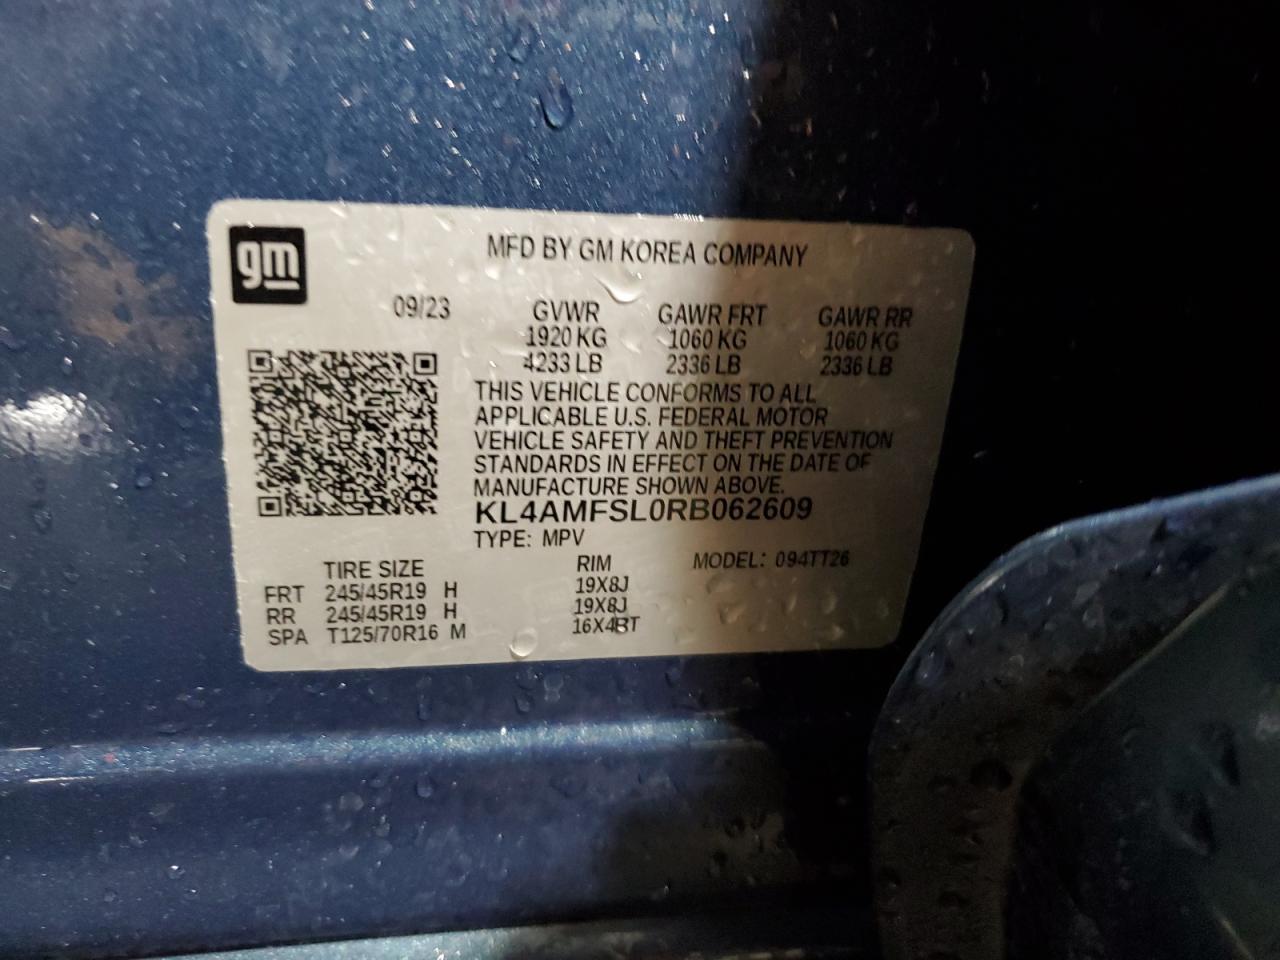 gm
MFD BY GM KOREA COMPANY
09/23 GVWR GAWR FRT GAWR RR
1920 KG 1060 KG 1060 KG
4233 LB 2336 LB 2336 LB
THIS VEHICLE CONFORMS TO ALL
APPLICABLE U.S. FEDERAL MOTOR
VEHICLE SAFETY AND THEFT PREVENTION
STANDARDS IN EFFECT ON THE DATE OF
MANUFACTURE SHOWN ABOVE.
KL4AMFSL0RB062609
TYPE: MPV
TIRE SIZE RIM MODEL: 094TT26
FRT 245/45R19 H 19X8J
RR 245/45R19 H 19X8J
SPA T125/70R16 M 16X4BT